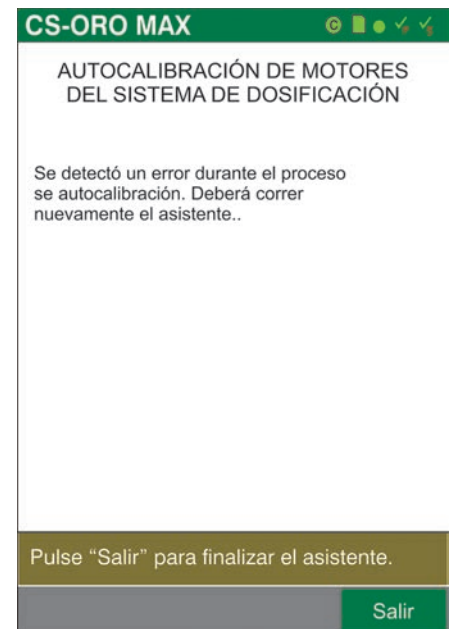 CS-ORO MAX
AUTOCALIBRACIÓN DE MOTORES
DEL SISTEMA DE DOSIFICACIÓN
Se detectó un error durante el proceso
se autocalibración. Deberá correr
nuevamente el asistente..
Pulse “Salir” para finalizar el asistente.
Salir